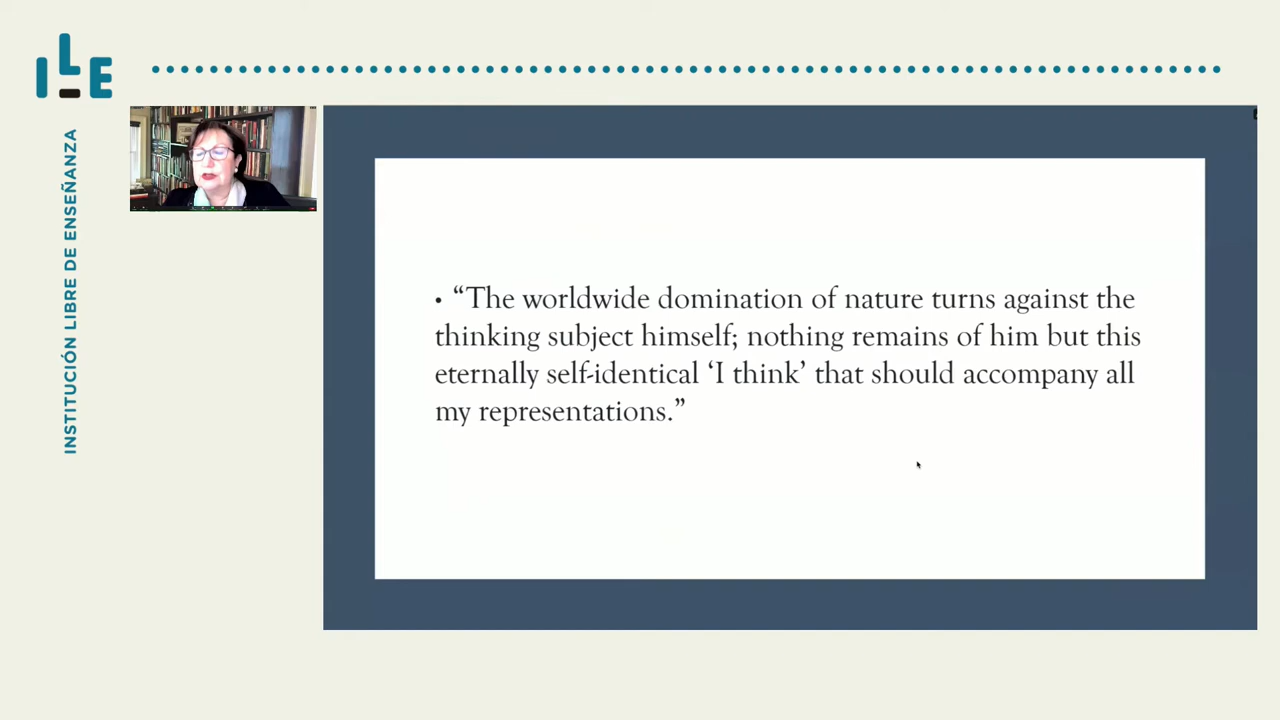 ILE
INSTITUCIÓN LIBRE DE ENSEÑANZA
• “The worldwide domination of nature turns against the
thinking subject himself; nothing remains of him but this
eternally self-identical ‘I think’ that should accompany all
my representations.”